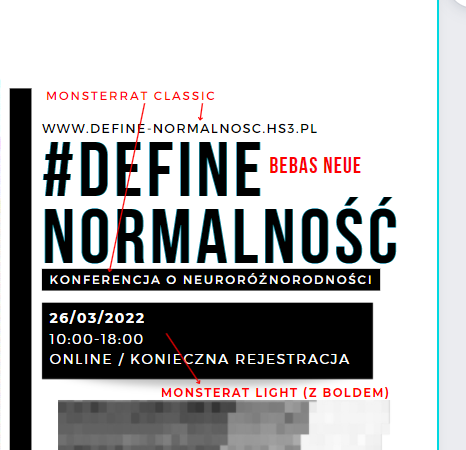 MONSTERRAT CLASSIC
WWW.DEFINE-NORMALNOSC.HS3.PL
#DEFINE
BEBAS NEUE
NORMALNOŚĆ
KONFERENCJA O NEURORÓŻNORODNOŚCI
26/03/2022
10:00-18:00
ONLINE / KONIECZNA REJESTRACJA
MONSTERAT LIGHT (Z BOLDEM)